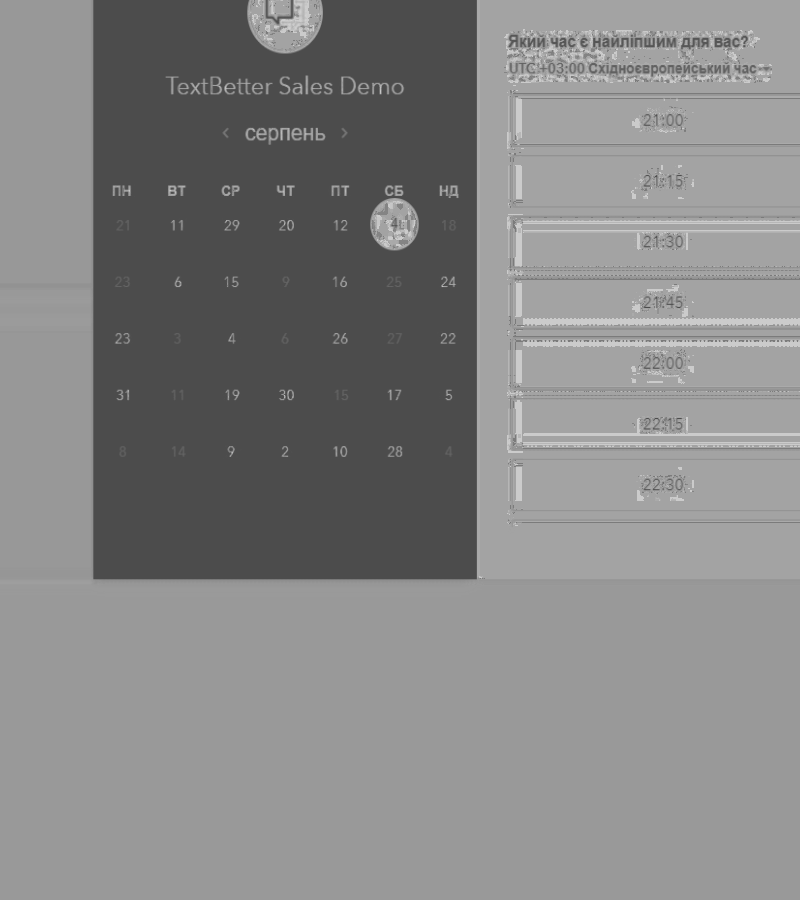 TextBetter Sales Demo
‹ серпень ›
ПН ВТ СР ЧТ ПТ СБ НД
21 11 29 20 12 4 18
23 6 15 9 16 25 24
23 3 4 6 26 27 22
31 11 19 30 15 17 5
8 14 9 2 10 28 4
Який час є найліпшим для вас?
UTC +03:00 Східноєвропейський час
21:00
21:15
21:30
21:45
22:00
22:15
22:30